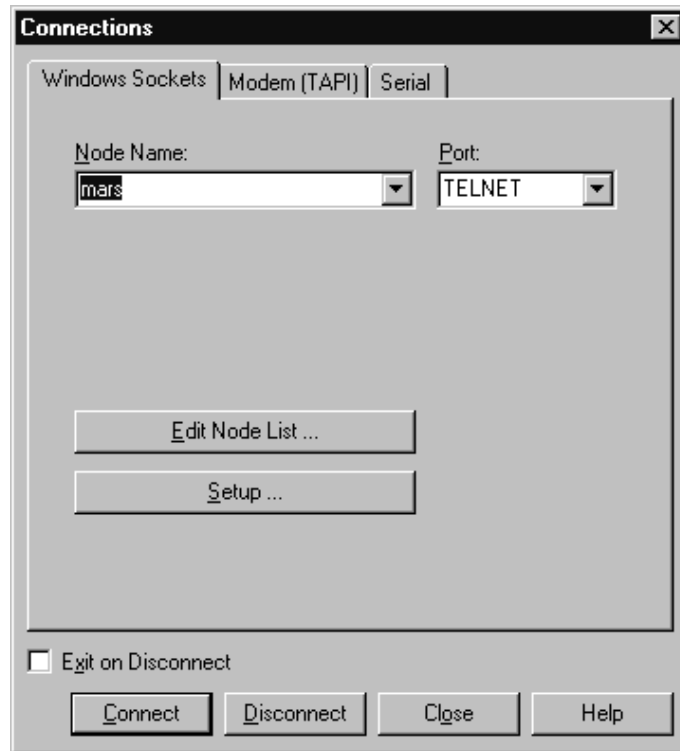 Connections
Windows Sockets Modem (TAPI) Serial
Node Name: Port:
mars TELNET
Edit Node List ...
Setup ...
Exit on Disconnect
Connect Disconnect Close Help